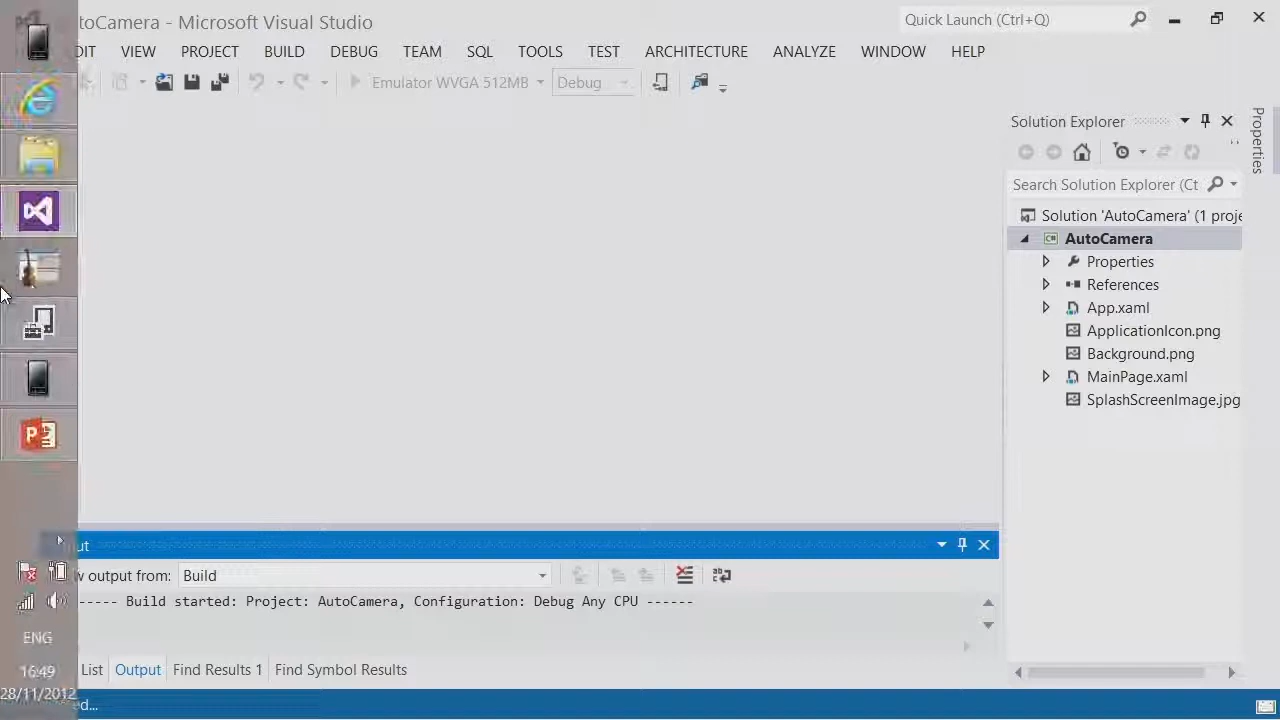 toCamera - Microsoft Visual Studio
Quick Launch (Ctrl+Q)
DIT VIEW PROJECT BUILD DEBUG TEAM SQL TOOLS TEST ARCHITECTURE ANALYZE WINDOW HELP
Emulator WVGA 512MB Debug
Solution Explorer
Properties
Search Solution Explorer (Ct
Solution 'AutoCamera' (1 proje
AutoCamera
Properties
References
App.xaml
ApplicationIcon.png
Background.png
MainPage.xaml
SplashScreenImage.jpg
ut
w output from: Build
----- Build started: Project: AutoCamera, Configuration: Debug Any CPU ------
List Output Find Results 1 Find Symbol Results
ENG
16:49
28/11/2012
d...